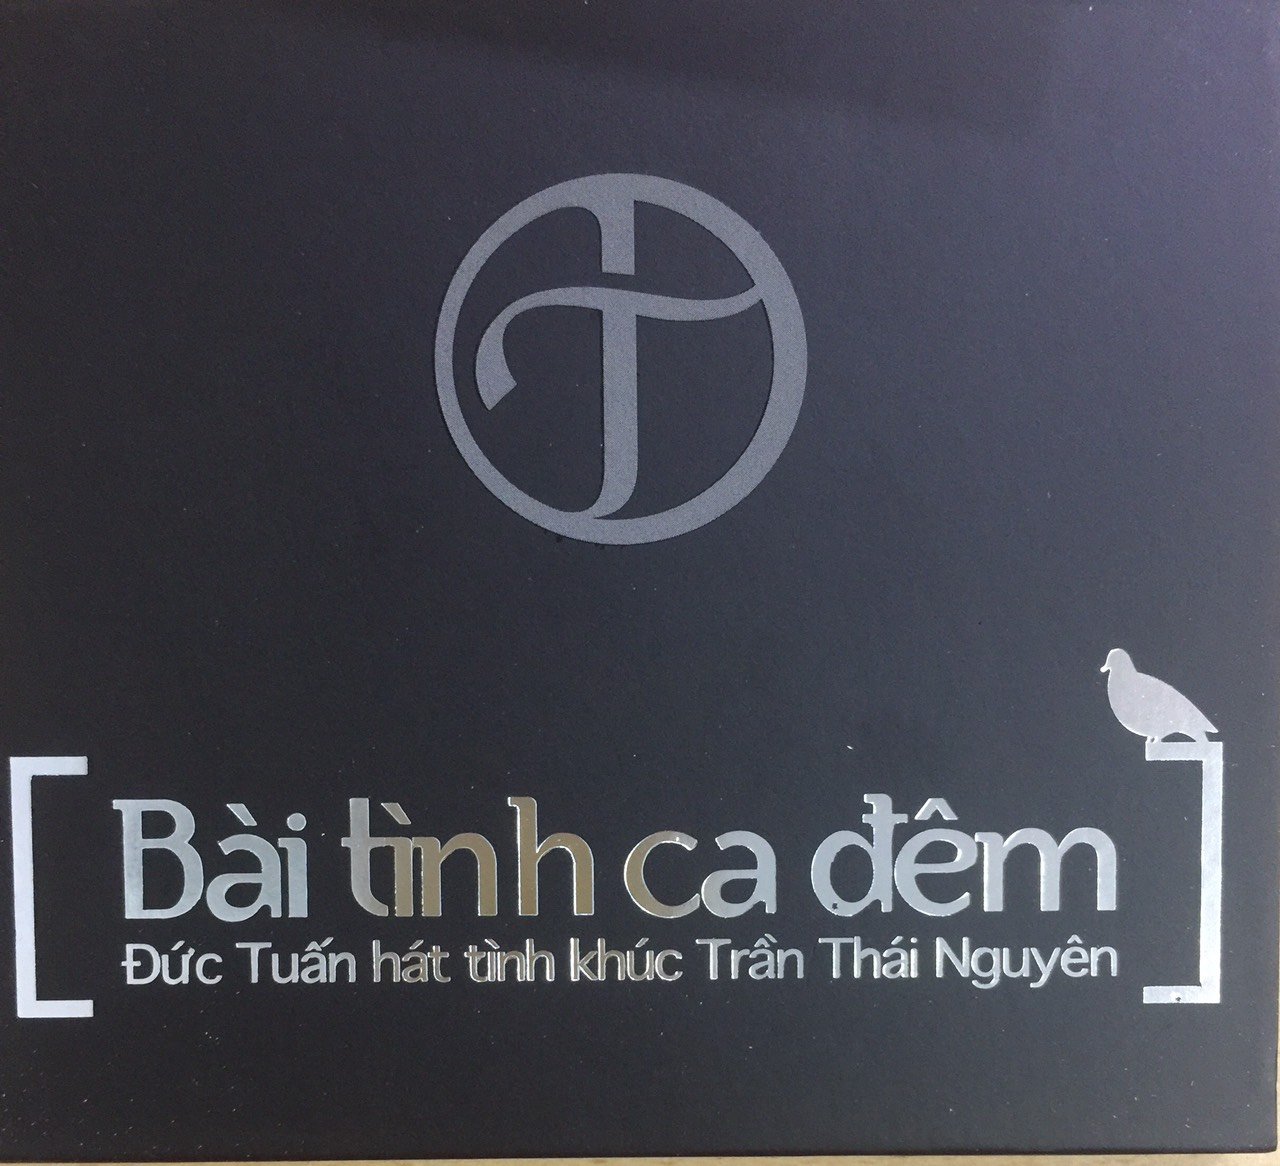 Bài tình ca đêm
Đức Tuấn hát tình khúc Trần Thái Nguyên